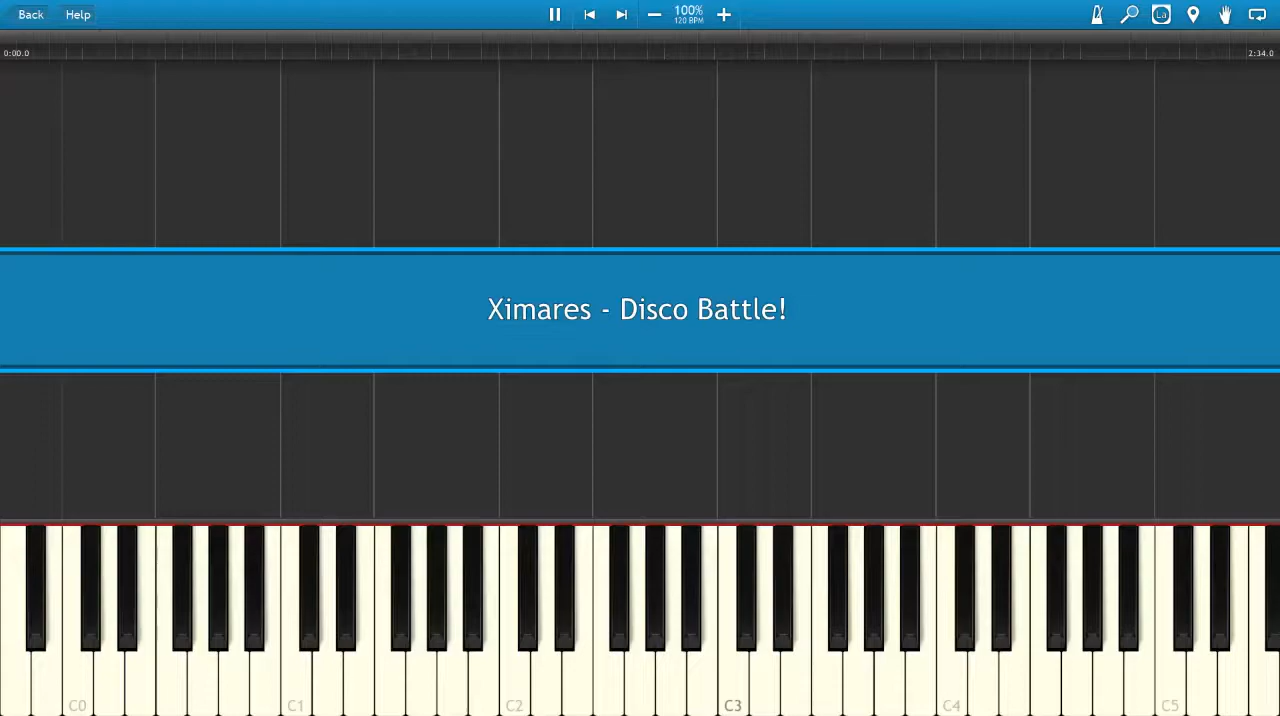 Back Help 100% La
120 BPM
0:00.0 2:34.0
Ximares - Disco Battle!
C0 C1 C2 C3 C4 C5